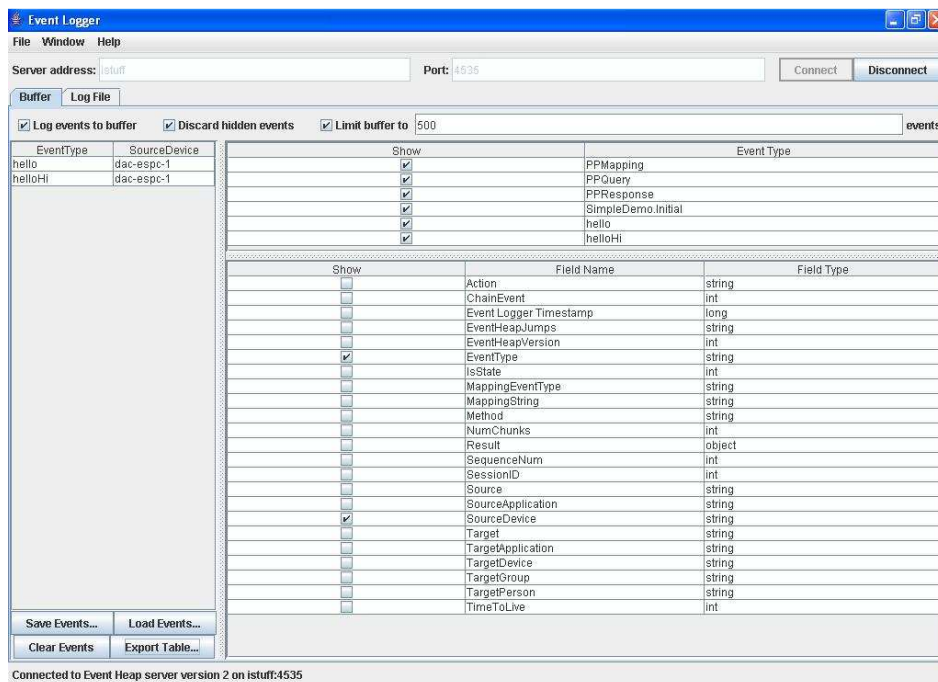 Event Logger
File Window Help
Server address: istuff Port: 4535 Connect Disconnect
Buffer Log File
Log events to buffer Discard hidden events Limit buffer to 500 events
EventType SourceDevice
hello dac-espc-1
helloHi dac-espc-1
Show Event Type
PPMapping
PPQuery
PPResponse
SimpleDemo.Initial
hello
helloHi
Show Field Name Field Type
Action string
ChainEvent int
Event Logger Timestamp long
EventHeapJumps string
EventHeapVersion int
EventType string
IsState int
MappingEventType string
MappingString string
Method string
NumChunks int
Result object
SequenceNum int
SessionID int
Source string
SourceApplication string
SourceDevice string
Target string
TargetApplication string
TargetDevice string
TargetGroup string
TargetPerson string
TimeToLive int
Save Events... Load Events...
Clear Events Export Table...
Connected to Event Heap server version 2 on istuff:4535